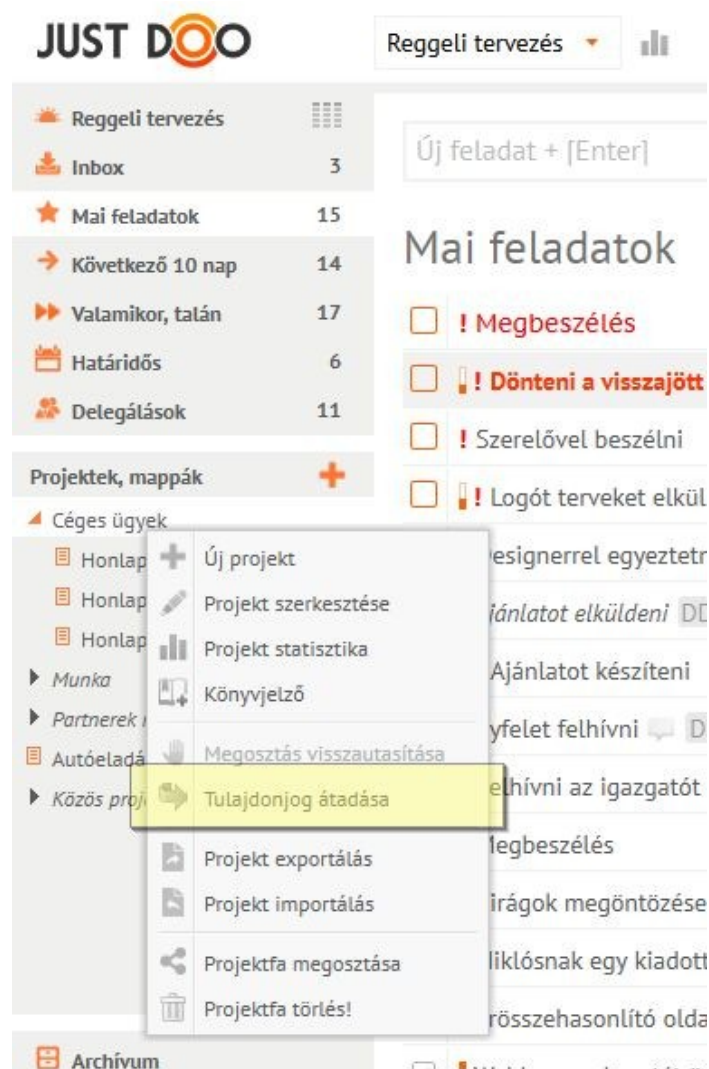 JUST DOO
Reggeli tervezés
Reggeli tervezés
Inbox 3
Mai feladatok 15
Következő 10 nap 14
Valamikor, talán 17
Határidős 6
Delegálások 11
Projektek, mappák
Céges ügyek
Honlap
Honlap
Honlap
Munka
Partnerek
Autóeladá
Közös proj
Archívum
Új projekt
Projekt szerkesztése
Projekt statisztika
Könyvjelző
Megosztás visszautasítása
Tulajdonjog átadása
Projekt exportálás
Projekt importálás
Projektfa megosztása
Projektfa törlés!
Új feladat + [Enter]
Mai feladatok
! Megbeszélés
! Dönteni a visszajött
! Szerelővel beszélni
! Logót terveket elkül
esignerrel egyeztetn
jánlatot elküldeni DD
Ajánlatot készíteni
yfelet felhívni D
elhívni az igazgatót
egbeszélés
irágok megöntözése
iklósnak egy kiadott
rösszehasonlító olda